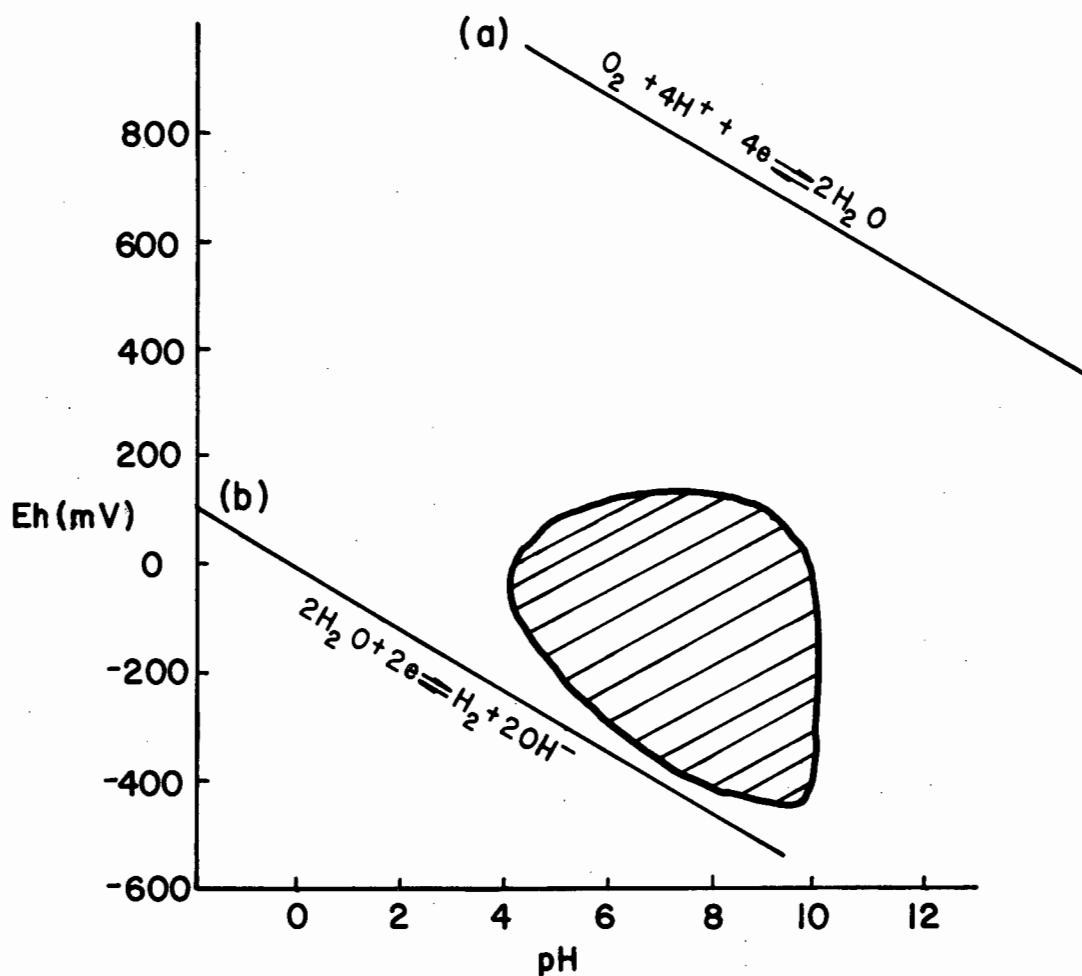 (a)
O₂ + 4H⁺ + 4e ⇌ 2H₂O
800
600
400
200
(b)
Eh (mV)
0
2H₂O + 2e ⇌ H₂ + 2OH⁻
-200
-400
-600
0 2 4 6 8 10 12
pH